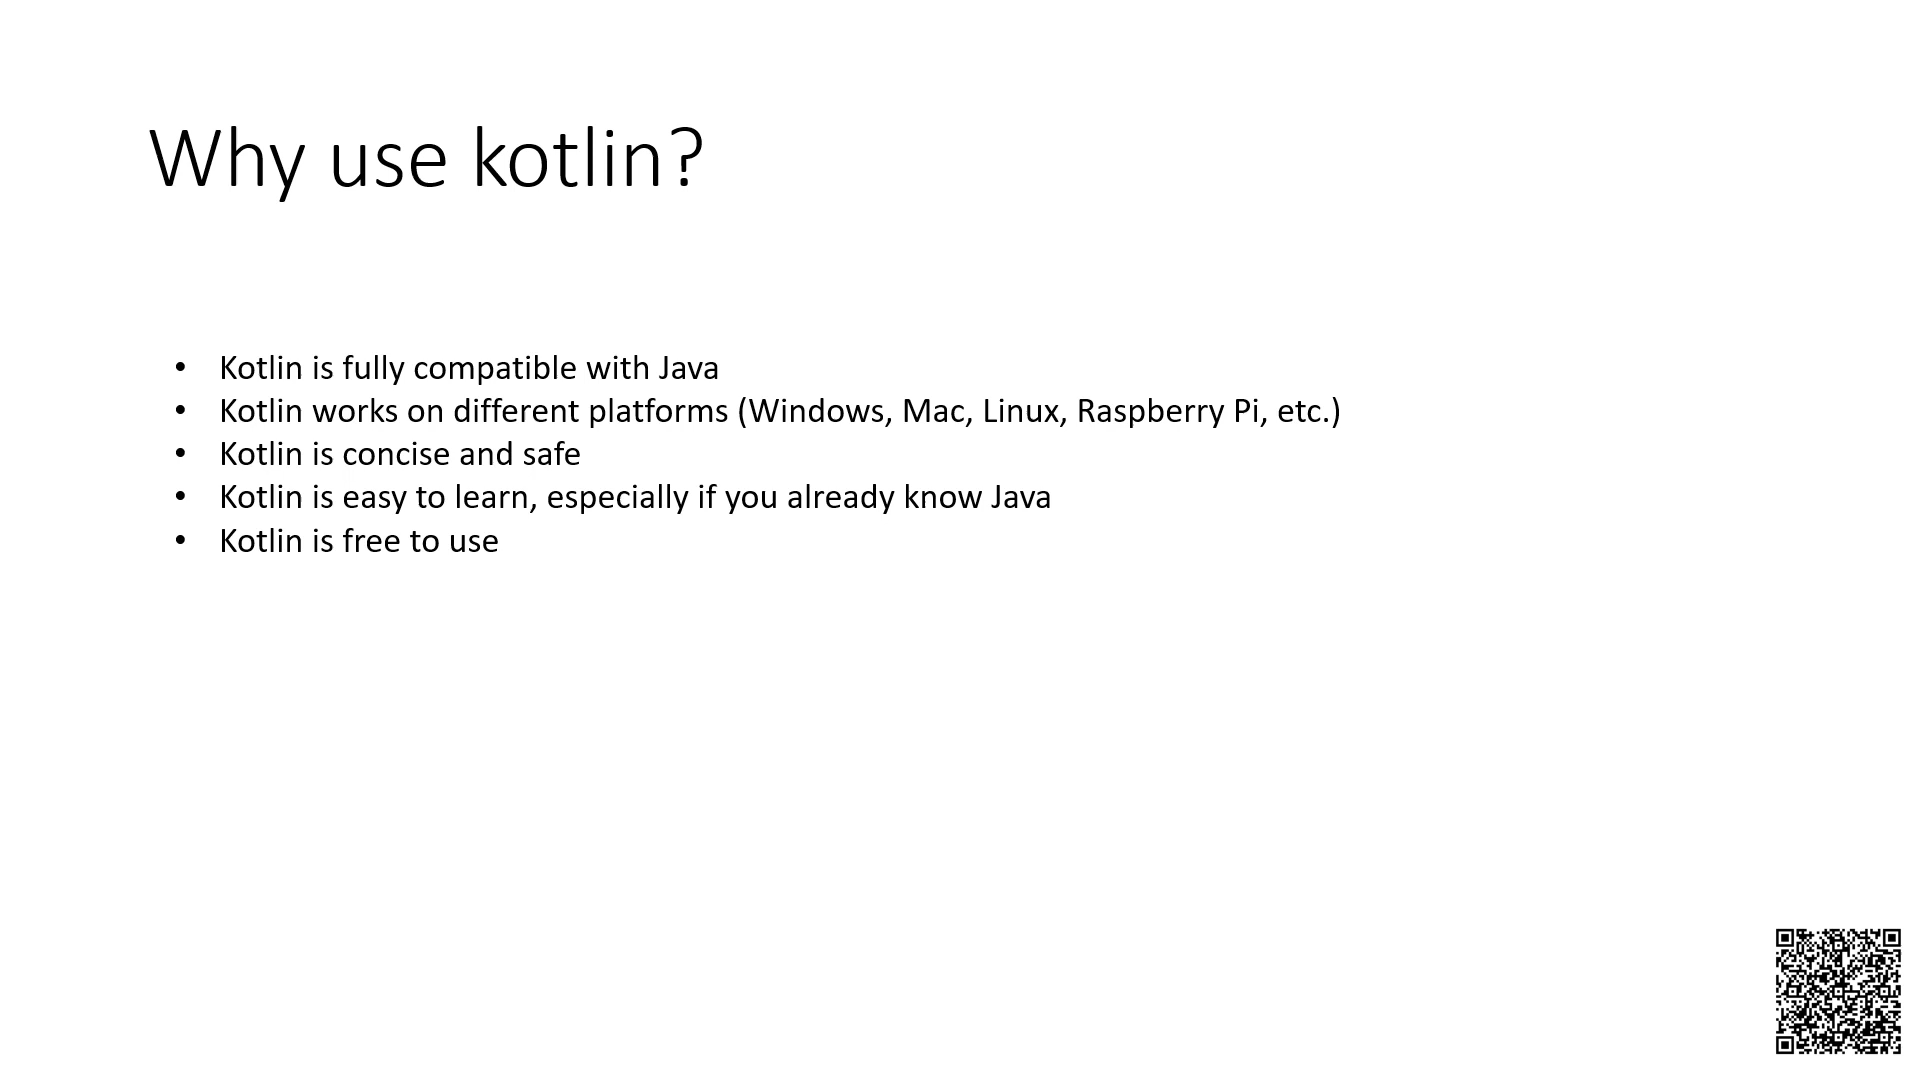 Why use kotlin?
• Kotlin is fully compatible with Java
• Kotlin works on different platforms (Windows, Mac, Linux, Raspberry Pi, etc.)
• Kotlin is concise and safe
• Kotlin is easy to learn, especially if you already know Java
• Kotlin is free to use